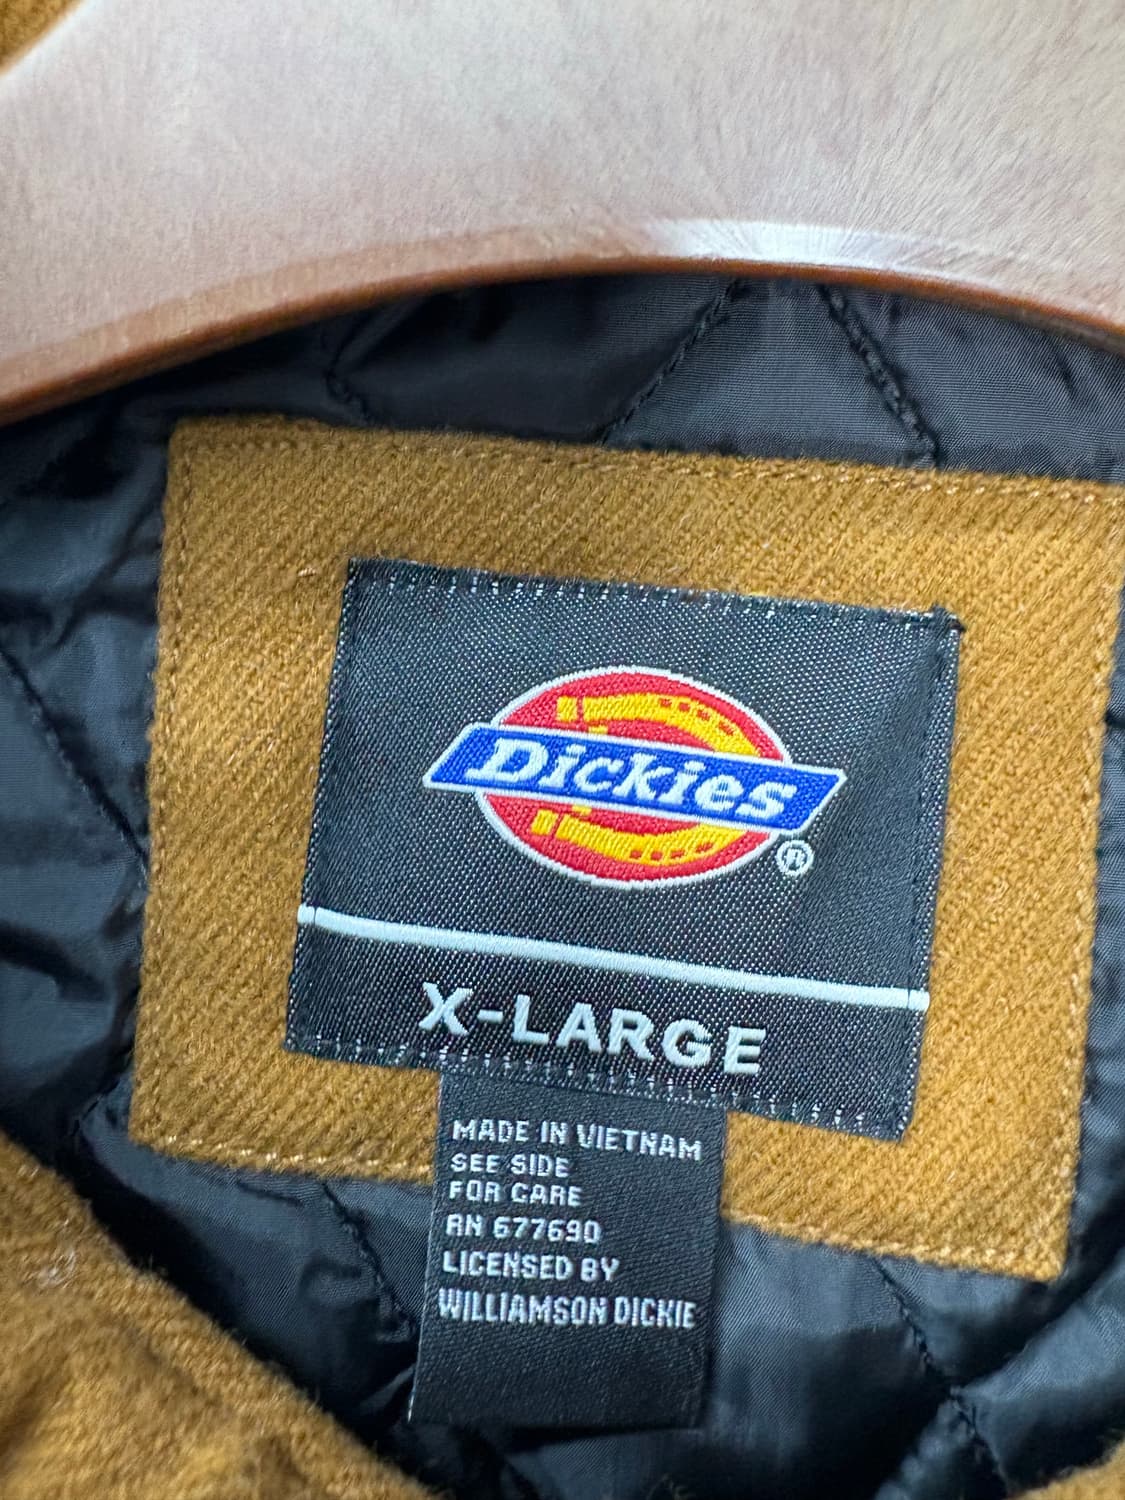 Dickies
®
X-LARGE
MADE IN VIETNAM
SEE SIDE
FOR CARE
RN 677690
LICENSED BY
WILLIAMSON DICKIE